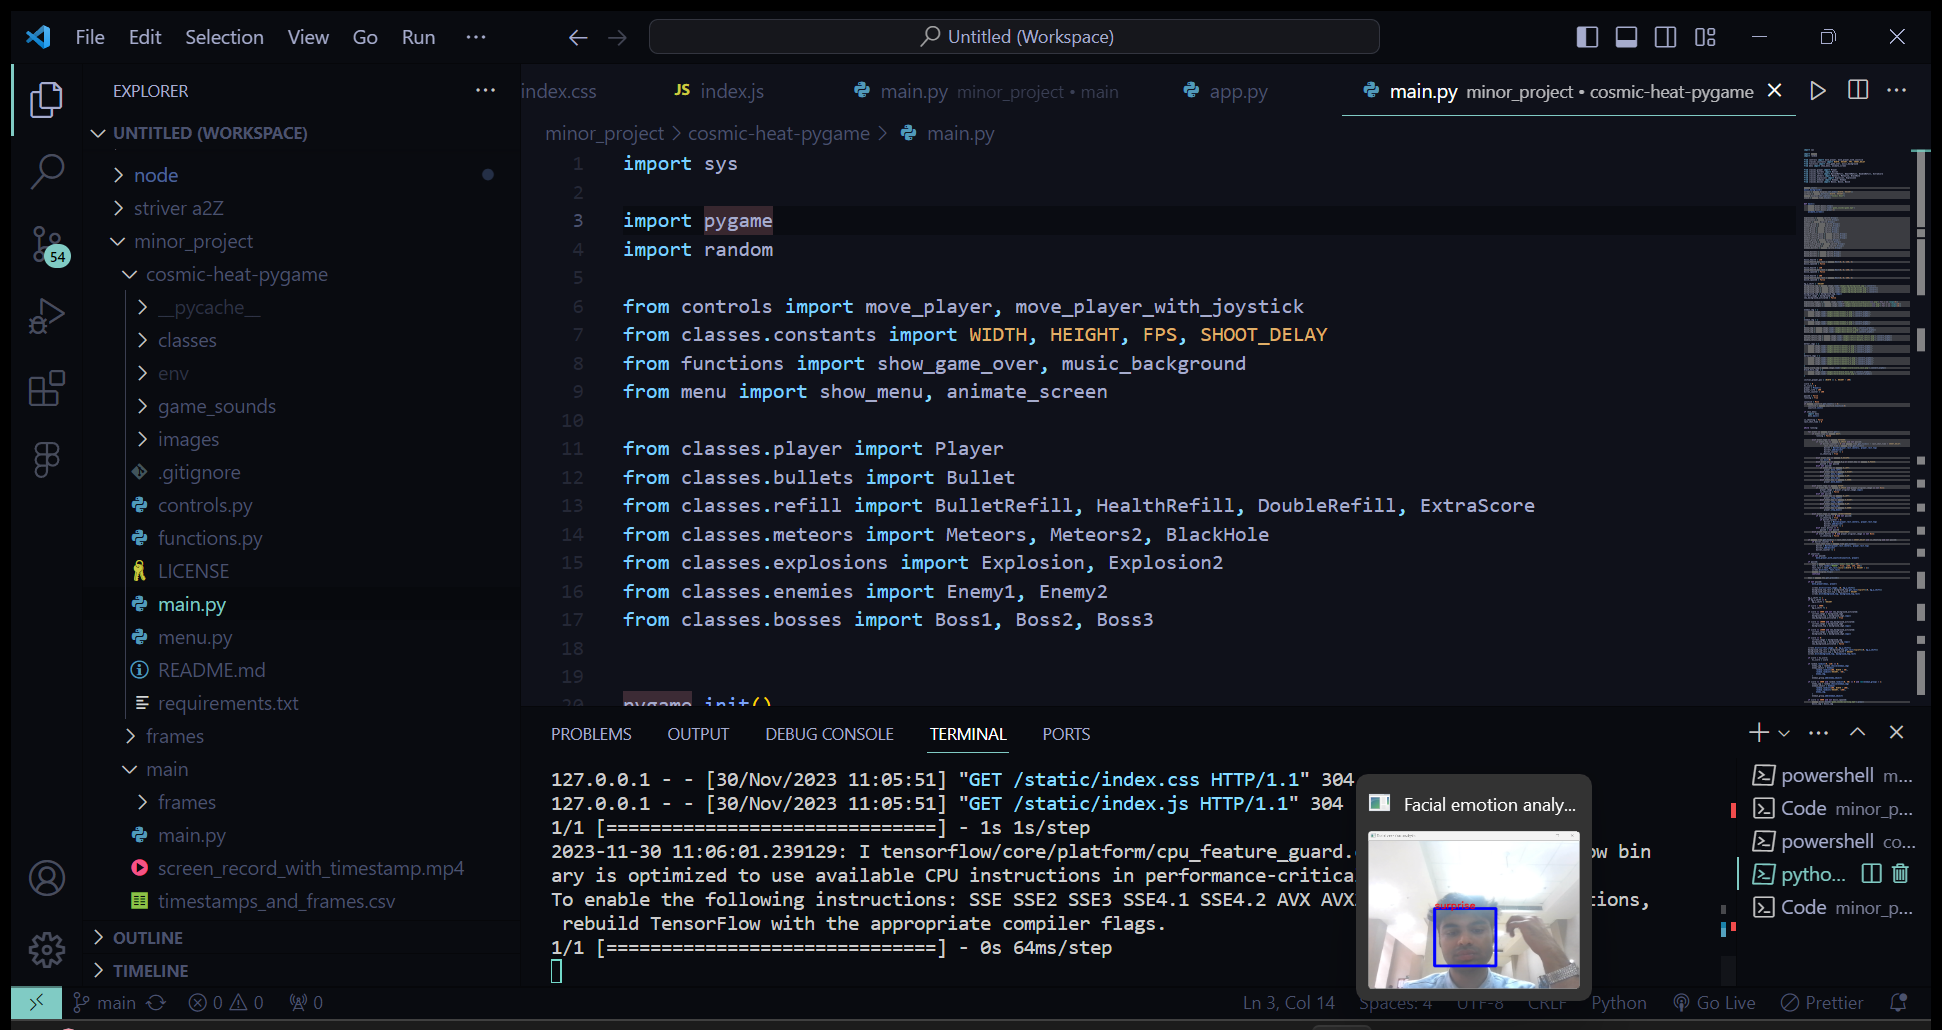 File Edit Selection View Go Run ···
Untitled (Workspace)
EXPLORER ···
UNTITLED (WORKSPACE)
node
striver a2Z
minor_project
cosmic-heat-pygame
__pycache__
classes
env
game_sounds
images
.gitignore
controls.py
functions.py
LICENSE
main.py
menu.py
README.md
requirements.txt
frames
main
frames
main.py
screen_record_with_timestamp.mp4
timestamps_and_frames.csv
OUTLINE
TIMELINE
54
index.css JS index.js main.py minor_project • main app.py main.py minor_project • cosmic-heat-pygame
minor_project > cosmic-heat-pygame > main.py
1 import sys
2
3 import pygame
4 import random
5
6 from controls import move_player, move_player_with_joystick
7 from classes.constants import WIDTH, HEIGHT, FPS, SHOOT_DELAY
8 from functions import show_game_over, music_background
9 from menu import show_menu, animate_screen
10
11 from classes.player import Player
12 from classes.bullets import Bullet
13 from classes.refill import BulletRefill, HealthRefill, DoubleRefill, ExtraScore
14 from classes.meteors import Meteors, Meteors2, BlackHole
15 from classes.explosions import Explosion, Explosion2
16 from classes.enemies import Enemy1, Enemy2
17 from classes.bosses import Boss1, Boss2, Boss3
18
19
20 pygame.init()
PROBLEMS OUTPUT DEBUG CONSOLE TERMINAL PORTS
127.0.0.1 - - [30/Nov/2023 11:05:51] "GET /static/index.css HTTP/1.1" 304
127.0.0.1 - - [30/Nov/2023 11:05:51] "GET /static/index.js HTTP/1.1" 304
1/1 [==============================] - 1s 1s/step
2023-11-30 11:06:01.239129: I tensorflow/core/platform/cpu_feature_guard. ow bin
ary is optimized to use available CPU instructions in performance-critica
To enable the following instructions: SSE SSE2 SSE3 SSE4.1 SSE4.2 AVX AVX tions,
rebuild TensorFlow with the appropriate compiler flags.
1/1 [==============================] - 0s 64ms/step
powershell m...
Code minor_p...
powershell co...
pytho...
Code minor_p...
Facial emotion analy...
surprise
main 0 0 0 Ln 3, Col 14 Spaces: 4 UTF-8 CRLF Python Go Live Prettier